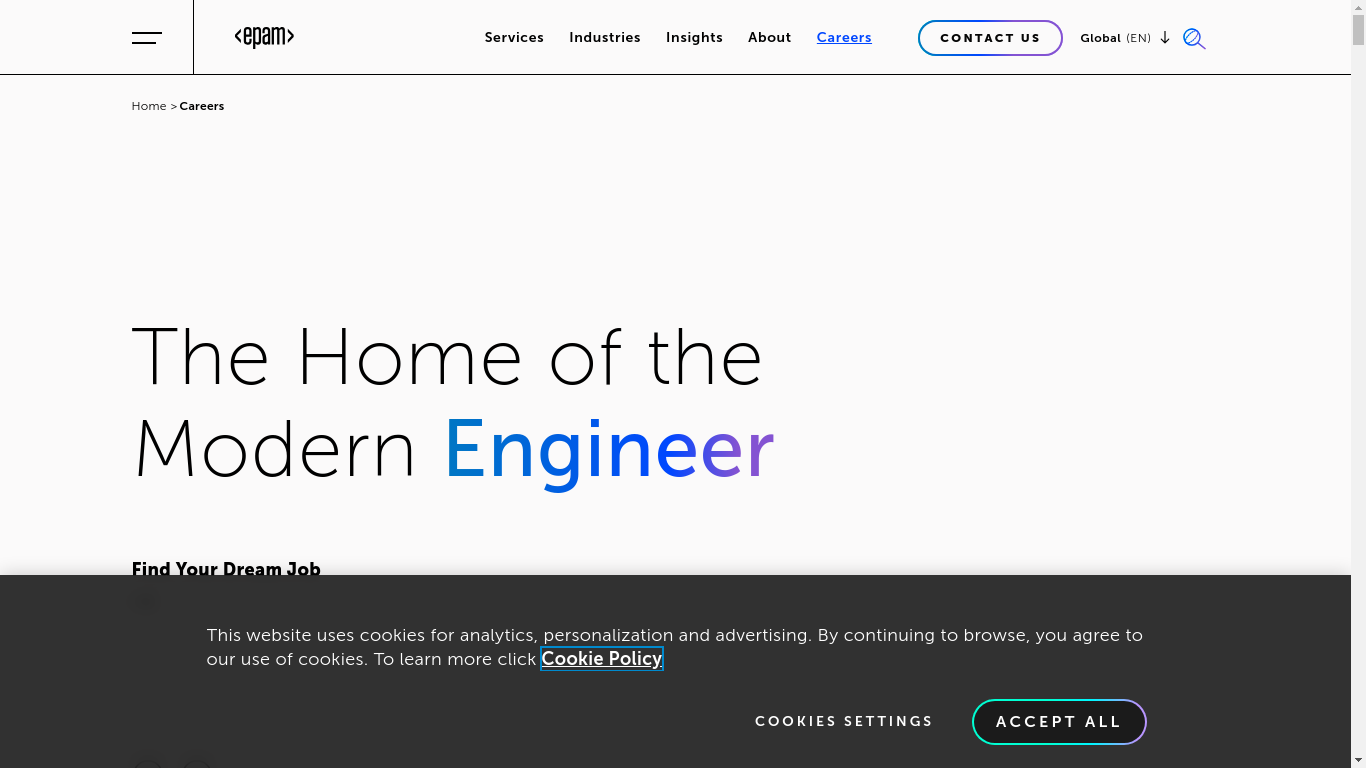 <epam>
Services Industries Insights About Careers CONTACT US Global (EN)
Home > Careers
The Home of the
Modern Engineer
Find Your Dream Job
This website uses cookies for analytics, personalization and advertising. By continuing to browse, you agree to
our use of cookies. To learn more click Cookie Policy
COOKIES SETTINGS ACCEPT ALL